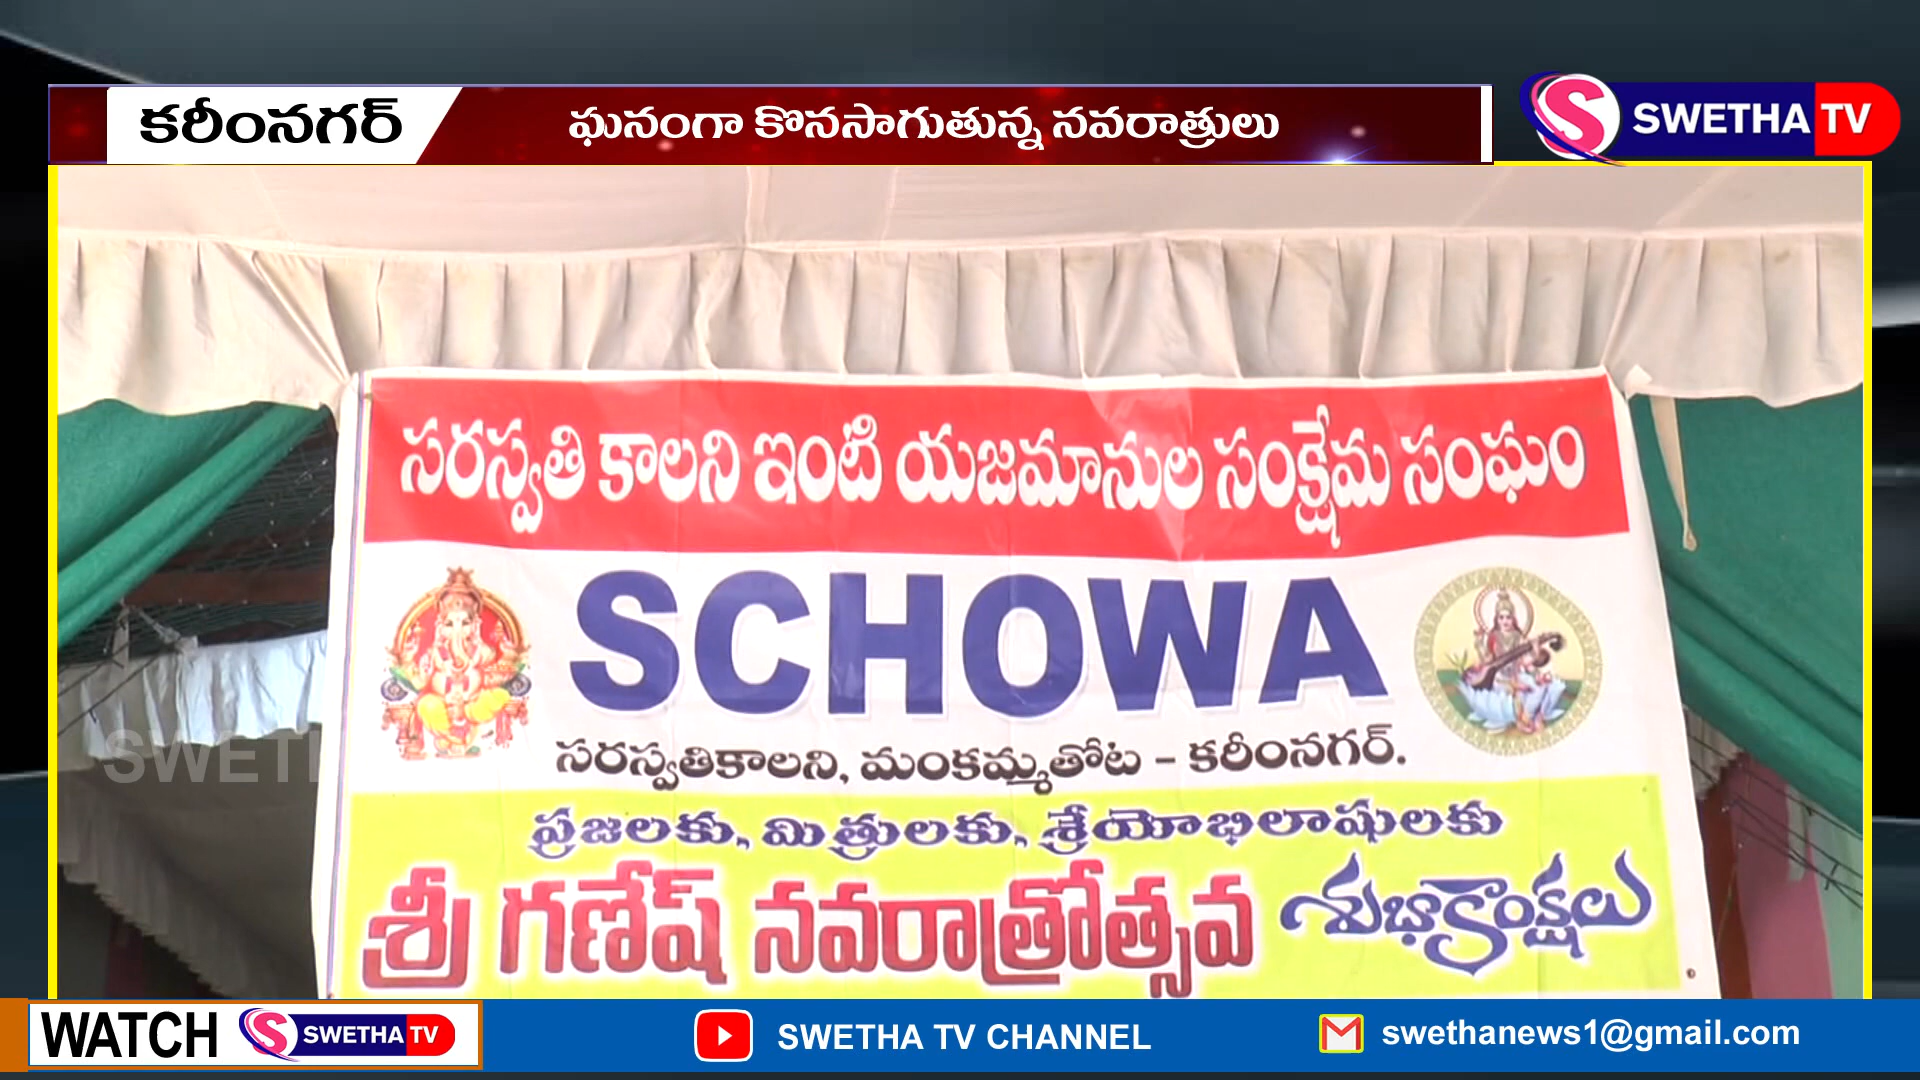 కరీంనగర్
ఘనంగా కొనసాగుతున్న నవరాత్రులు
S SWETHA TV
సరస్వతి కాలని ఇంటి యజమానుల సంక్షేమ సంఘం
SCHOWA
సరస్వతికాలని, మంకమ్మతోట - కరీంనగర్.
ప్రజలకు, మిత్రులకు, శ్రేయోభిలాషులకు
శ్రీ గణేష్ నవరాత్రోత్సవ శుభాకాంక్షలు
SWETH
WATCH S SWETHA TV
SWETHA TV CHANNEL
swethanews1@gmail.com